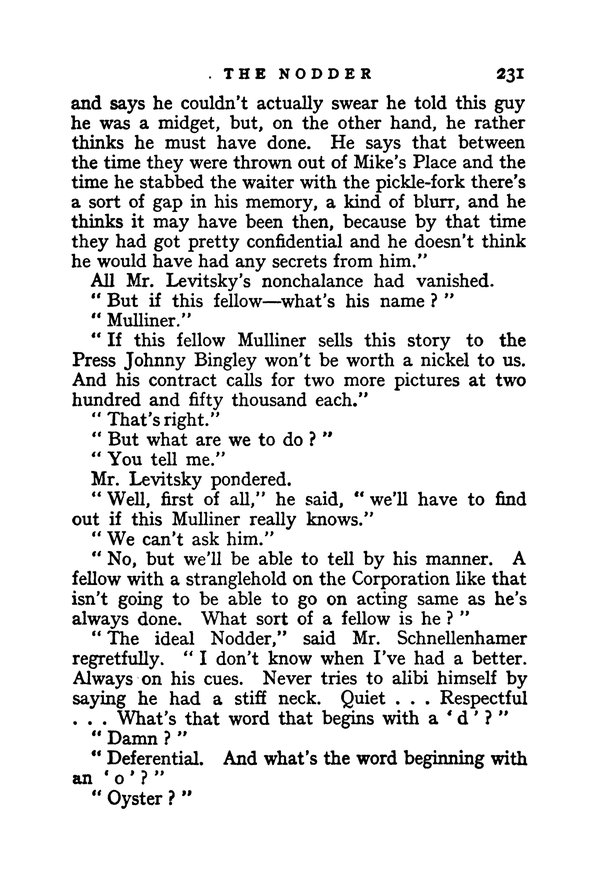 . THE NODDER 231
and says he couldn't actually swear he told this guy
he was a midget, but, on the other hand, he rather
thinks he must have done. He says that between
the time they were thrown out of Mike's Place and the
time he stabbed the waiter with the pickle-fork there's
a sort of gap in his memory, a kind of blurr, and he
thinks it may have been then, because by that time
they had got pretty confidential and he doesn't think
he would have had any secrets from him."
All Mr. Levitsky's nonchalance had vanished.
" But if this fellow—what's his name ? "
" Mulliner."
" If this fellow Mulliner sells this story to the
Press Johnny Bingley won't be worth a nickel to us.
And his contract calls for two more pictures at two
hundred and fifty thousand each."
" That's right."
" But what are we to do ? "
" You tell me."
Mr. Levitsky pondered.
" Well, first of all," he said, " we'll have to find
out if this Mulliner really knows."
" We can't ask him."
" No, but we'll be able to tell by his manner. A
fellow with a stranglehold on the Corporation like that
isn't going to be able to go on acting same as he's
always done. What sort of a fellow is he ? "
" The ideal Nodder," said Mr. Schnellenhamer
regretfully. " I don't know when I've had a better.
Always on his cues. Never tries to alibi himself by
saying he had a stiff neck. Quiet . . . Respectful
. . . What's that word that begins with a ' d ' ? "
" Damn ? "
" Deferential. And what's the word beginning with
an ' o ' ? "
" Oyster ? "